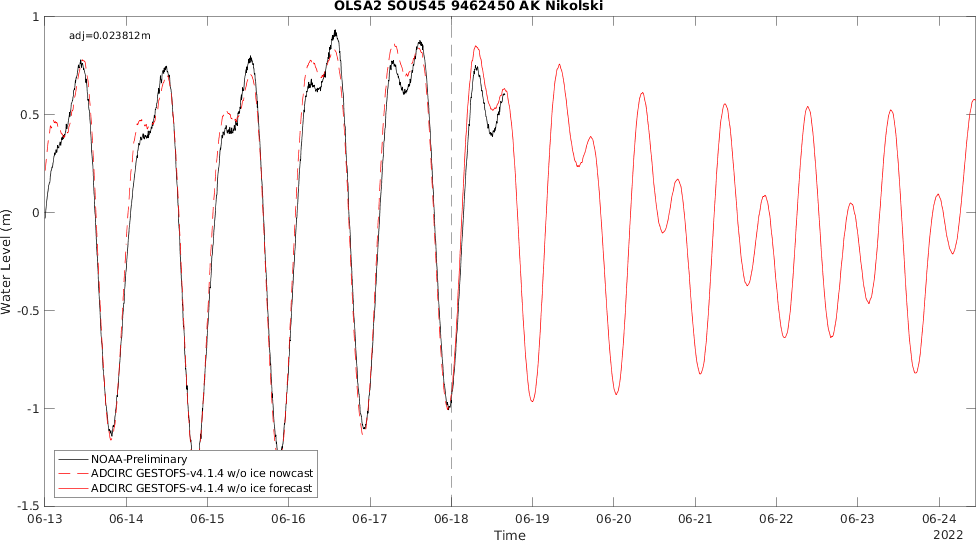 OLSA2 SOUS45 9462450 AK Nikolski
adj=0.023812m
1
0.5
0
-0.5
-1
-1.5
Water Level (m)
NOAA-Preliminary
ADCIRC GESTOFS-v4.1.4 w/o ice nowcast
ADCIRC GESTOFS-v4.1.4 w/o ice forecast
06-13 06-14 06-15 06-16 06-17 06-18 06-19 06-20 06-21 06-22 06-23 06-24
Time
2022